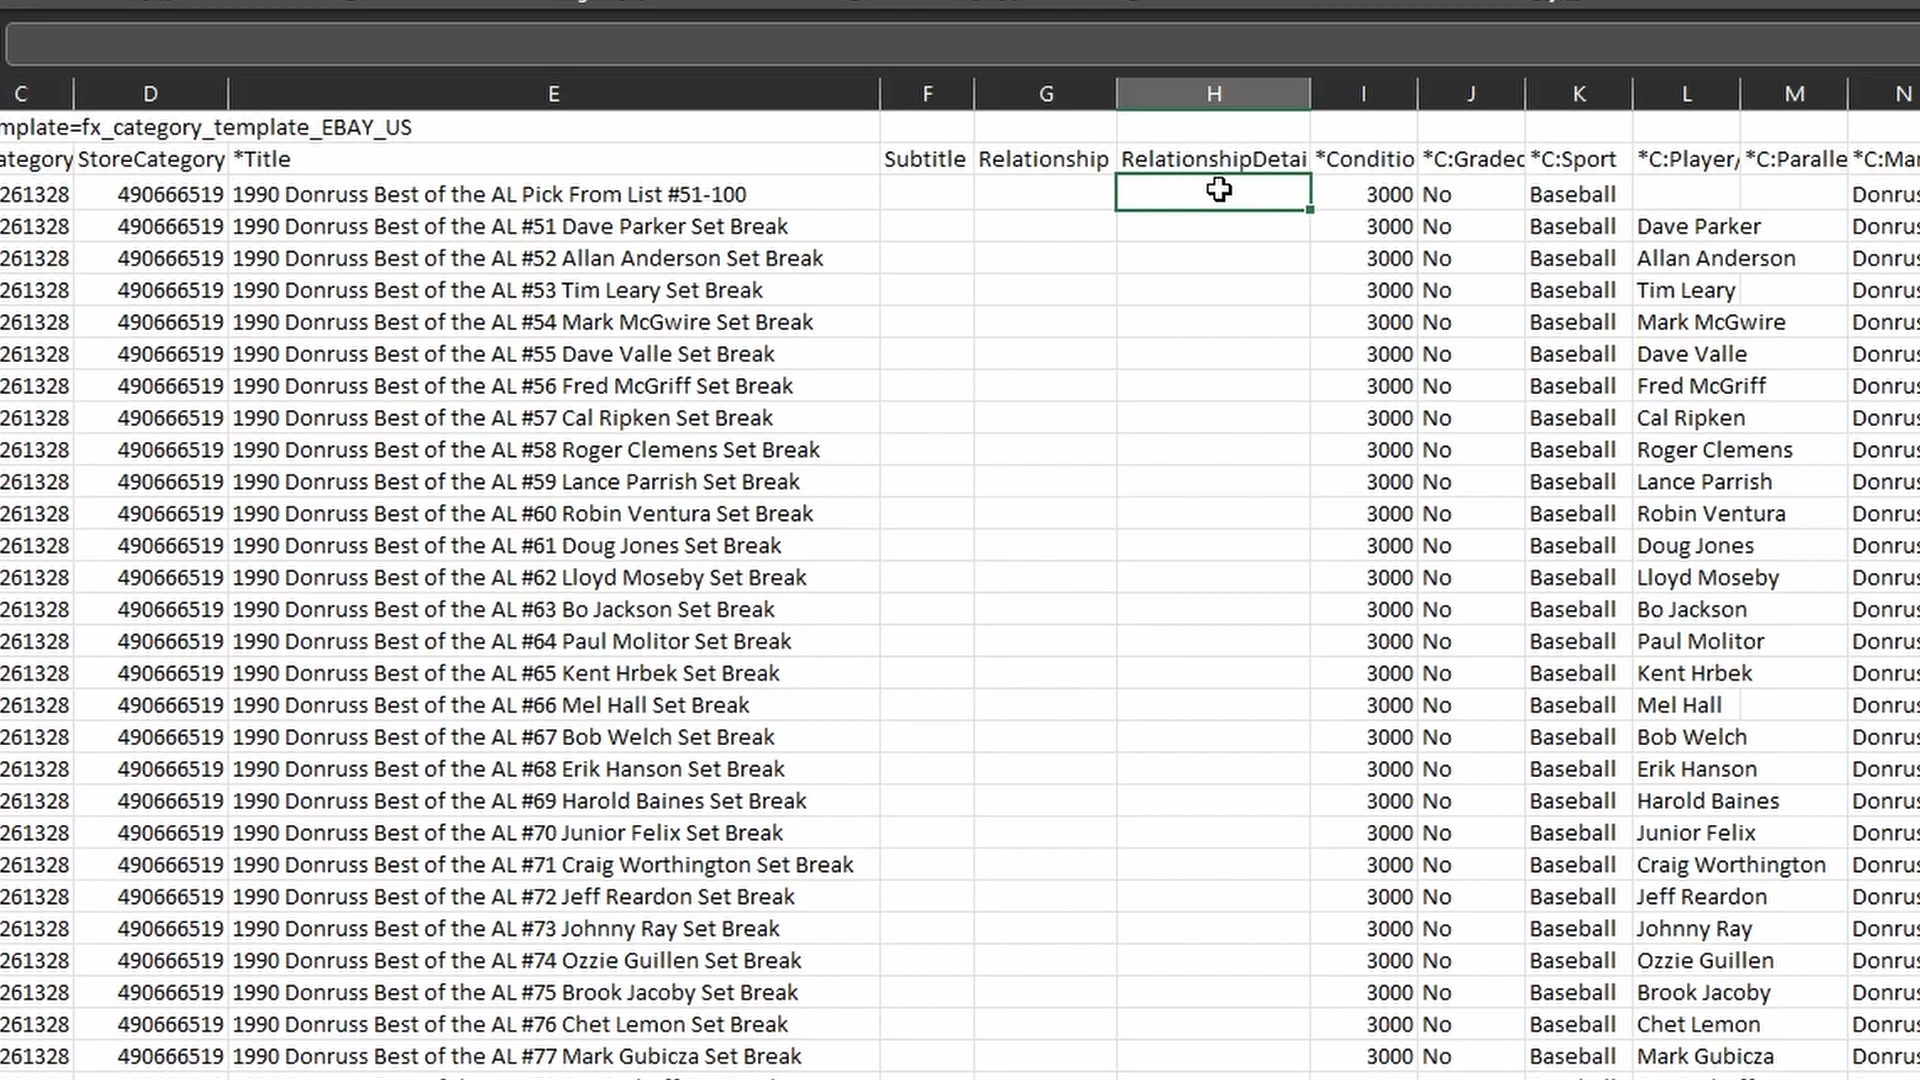 C D E F G H I J K L M N
mplate=fx_category_template_EBAY_US
ategory StoreCategory *Title Subtitle Relationship RelationshipDetai *Conditio *C:Graded *C:Sport *C:Player/ *C:Paralle *C:Man
261328 490666519 1990 Donruss Best of the AL Pick From List #51-100 3000 No Baseball Donrus
261328 490666519 1990 Donruss Best of the AL #51 Dave Parker Set Break 3000 No Baseball Dave Parker Donrus
261328 490666519 1990 Donruss Best of the AL #52 Allan Anderson Set Break 3000 No Baseball Allan Anderson Donrus
261328 490666519 1990 Donruss Best of the AL #53 Tim Leary Set Break 3000 No Baseball Tim Leary Donrus
261328 490666519 1990 Donruss Best of the AL #54 Mark McGwire Set Break 3000 No Baseball Mark McGwire Donrus
261328 490666519 1990 Donruss Best of the AL #55 Dave Valle Set Break 3000 No Baseball Dave Valle Donrus
261328 490666519 1990 Donruss Best of the AL #56 Fred McGriff Set Break 3000 No Baseball Fred McGriff Donrus
261328 490666519 1990 Donruss Best of the AL #57 Cal Ripken Set Break 3000 No Baseball Cal Ripken Donrus
261328 490666519 1990 Donruss Best of the AL #58 Roger Clemens Set Break 3000 No Baseball Roger Clemens Donrus
261328 490666519 1990 Donruss Best of the AL #59 Lance Parrish Set Break 3000 No Baseball Lance Parrish Donrus
261328 490666519 1990 Donruss Best of the AL #60 Robin Ventura Set Break 3000 No Baseball Robin Ventura Donrus
261328 490666519 1990 Donruss Best of the AL #61 Doug Jones Set Break 3000 No Baseball Doug Jones Donrus
261328 490666519 1990 Donruss Best of the AL #62 Lloyd Moseby Set Break 3000 No Baseball Lloyd Moseby Donrus
261328 490666519 1990 Donruss Best of the AL #63 Bo Jackson Set Break 3000 No Baseball Bo Jackson Donrus
261328 490666519 1990 Donruss Best of the AL #64 Paul Molitor Set Break 3000 No Baseball Paul Molitor Donrus
261328 490666519 1990 Donruss Best of the AL #65 Kent Hrbek Set Break 3000 No Baseball Kent Hrbek Donrus
261328 490666519 1990 Donruss Best of the AL #66 Mel Hall Set Break 3000 No Baseball Mel Hall Donrus
261328 490666519 1990 Donruss Best of the AL #67 Bob Welch Set Break 3000 No Baseball Bob Welch Donrus
261328 490666519 1990 Donruss Best of the AL #68 Erik Hanson Set Break 3000 No Baseball Erik Hanson Donrus
261328 490666519 1990 Donruss Best of the AL #69 Harold Baines Set Break 3000 No Baseball Harold Baines Donrus
261328 490666519 1990 Donruss Best of the AL #70 Junior Felix Set Break 3000 No Baseball Junior Felix Donrus
261328 490666519 1990 Donruss Best of the AL #71 Craig Worthington Set Break 3000 No Baseball Craig Worthington Donrus
261328 490666519 1990 Donruss Best of the AL #72 Jeff Reardon Set Break 3000 No Baseball Jeff Reardon Donrus
261328 490666519 1990 Donruss Best of the AL #73 Johnny Ray Set Break 3000 No Baseball Johnny Ray Donrus
261328 490666519 1990 Donruss Best of the AL #74 Ozzie Guillen Set Break 3000 No Baseball Ozzie Guillen Donrus
261328 490666519 1990 Donruss Best of the AL #75 Brook Jacoby Set Break 3000 No Baseball Brook Jacoby Donrus
261328 490666519 1990 Donruss Best of the AL #76 Chet Lemon Set Break 3000 No Baseball Chet Lemon Donrus
261328 490666519 1990 Donruss Best of the AL #77 Mark Gubicza Set Break 3000 No Baseball Mark Gubicza Donrus